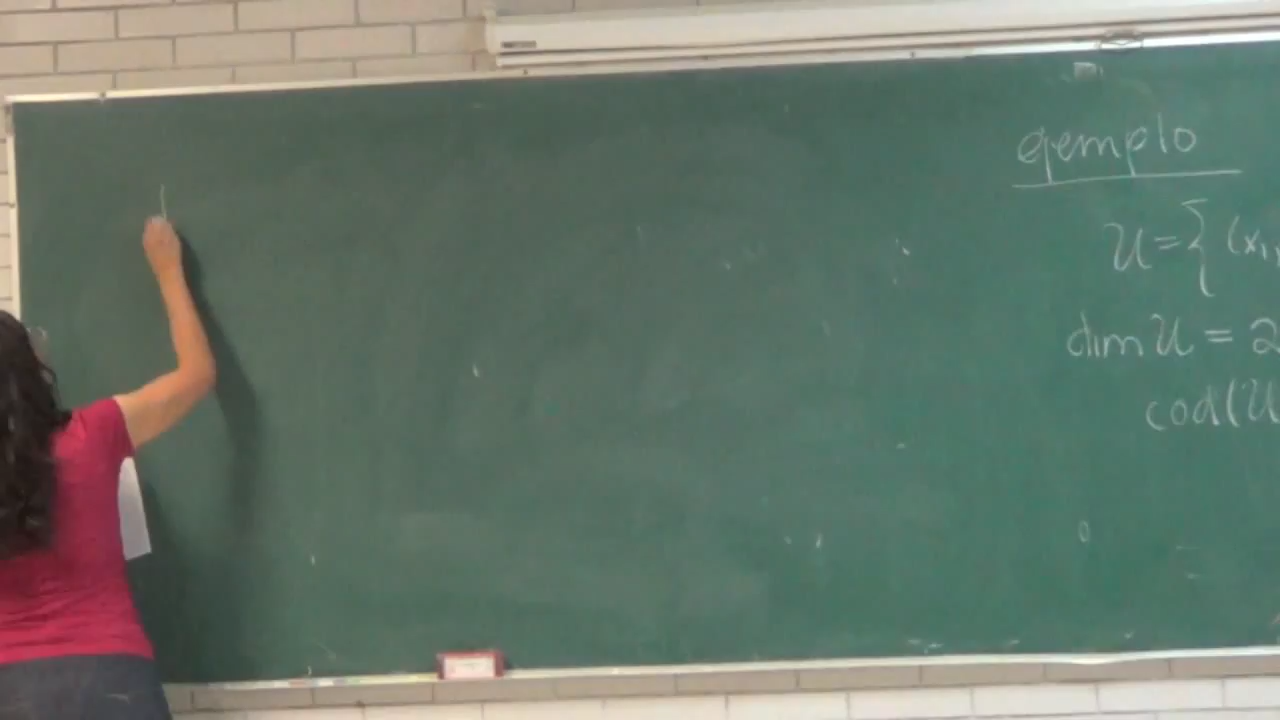 ejemplo
U = { (x,
dim U = 2
cod(U